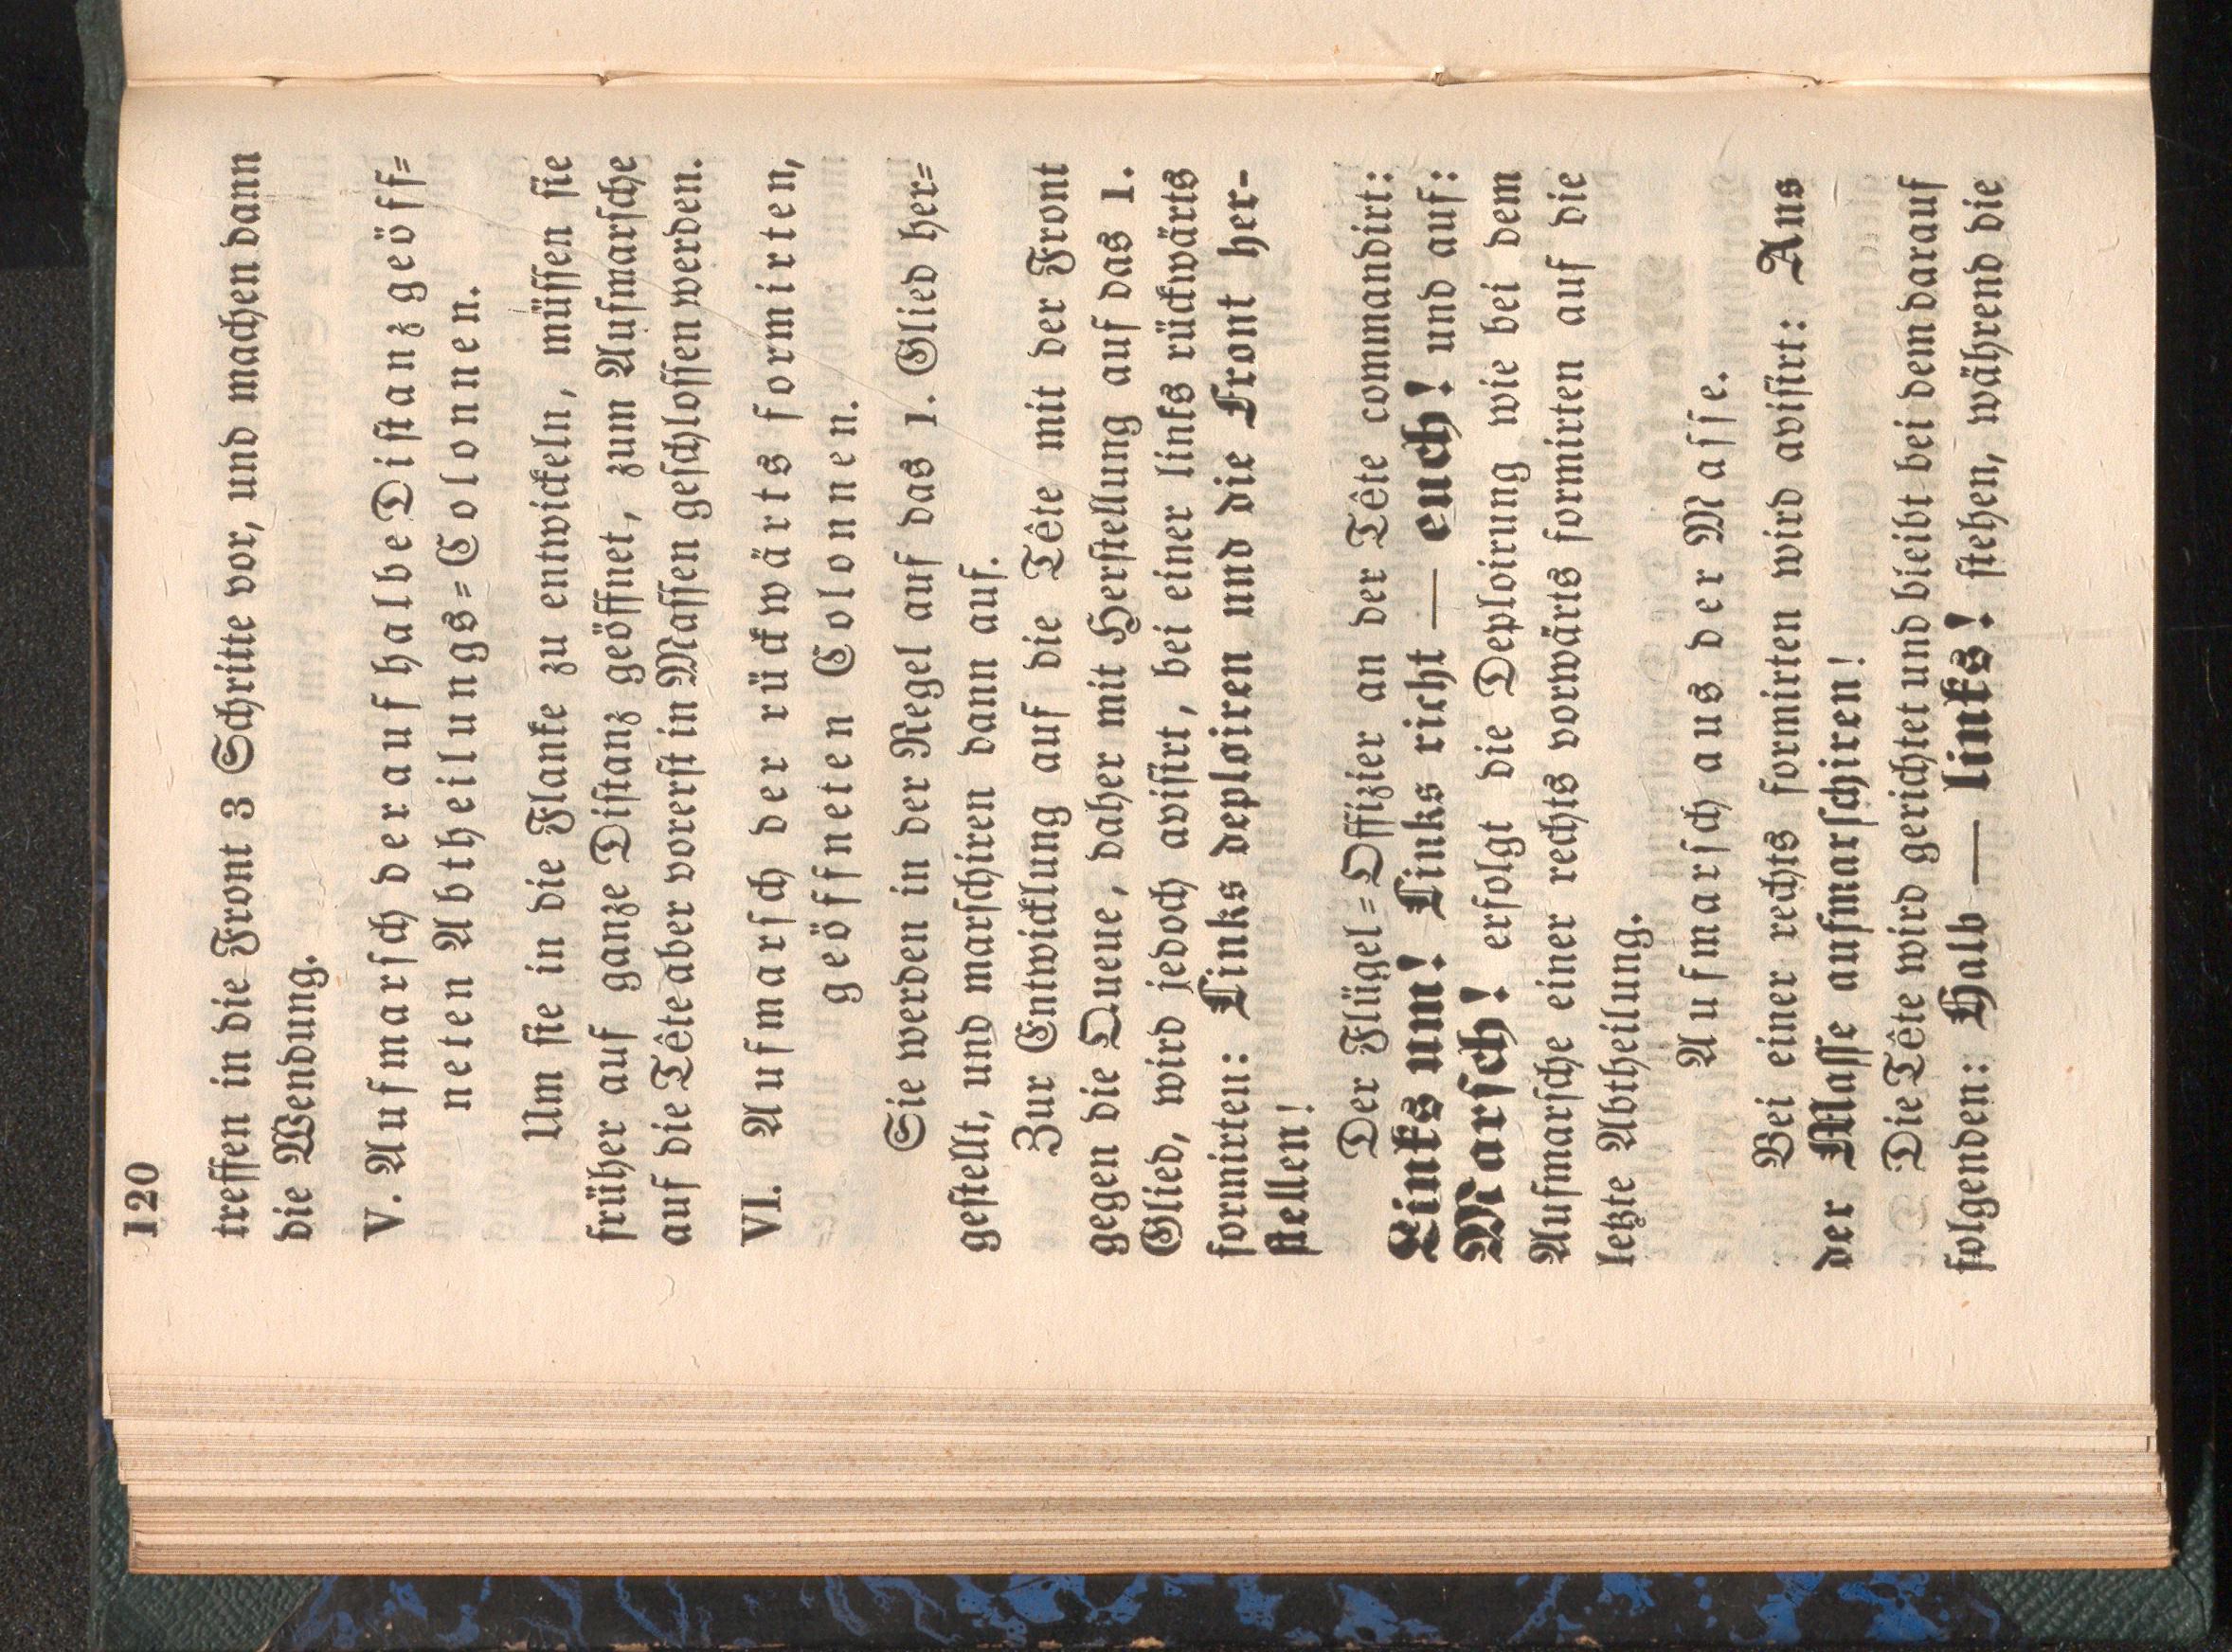 120
treffen in die Front 3 Schritte vor, und machen dann
die Wendung.
V. Aufmarsch der auf halbe Distanz geöff=
neten Abtheilungs=Colonnen.
Um sie in die Flanke zu entwickeln, müssen sie
früher auf ganze Distanz geöffnet, zum Aufmarsche
auf die Tête aber vorerst in Massen geschlossen werden.
VI. Aufmarsch der rückwärts formirten,
geöffneten Colonnen.
Sie werden in der Regel auf das 1. Glied her=
gestellt, und marschiren dann auf.
Zur Entwicklung auf die Tête mit der Front
gegen die Queue, daher mit Herstellung auf das 1.
Glied, wird jedoch avisirt, bei einer links rückwärts
formirten: Links deploiren und die Front her-
stellen!
Der Flügel=Offizier an der Tête commandirt:
Links um! Links richt — euch! und auf:
Marsch! erfolgt die Deploirung wie bei dem
Aufmarsche einer rechts vorwärts formirten auf die
letzte Abtheilung.
Aufmarsch aus der Masse.
Bei einer rechts formirten wird avisirt: Aus
der Masse aufmarschiren!
Die Tête wird gerichtet und bleibt bei dem darauf
folgenden: Halb — links! stehen, während die